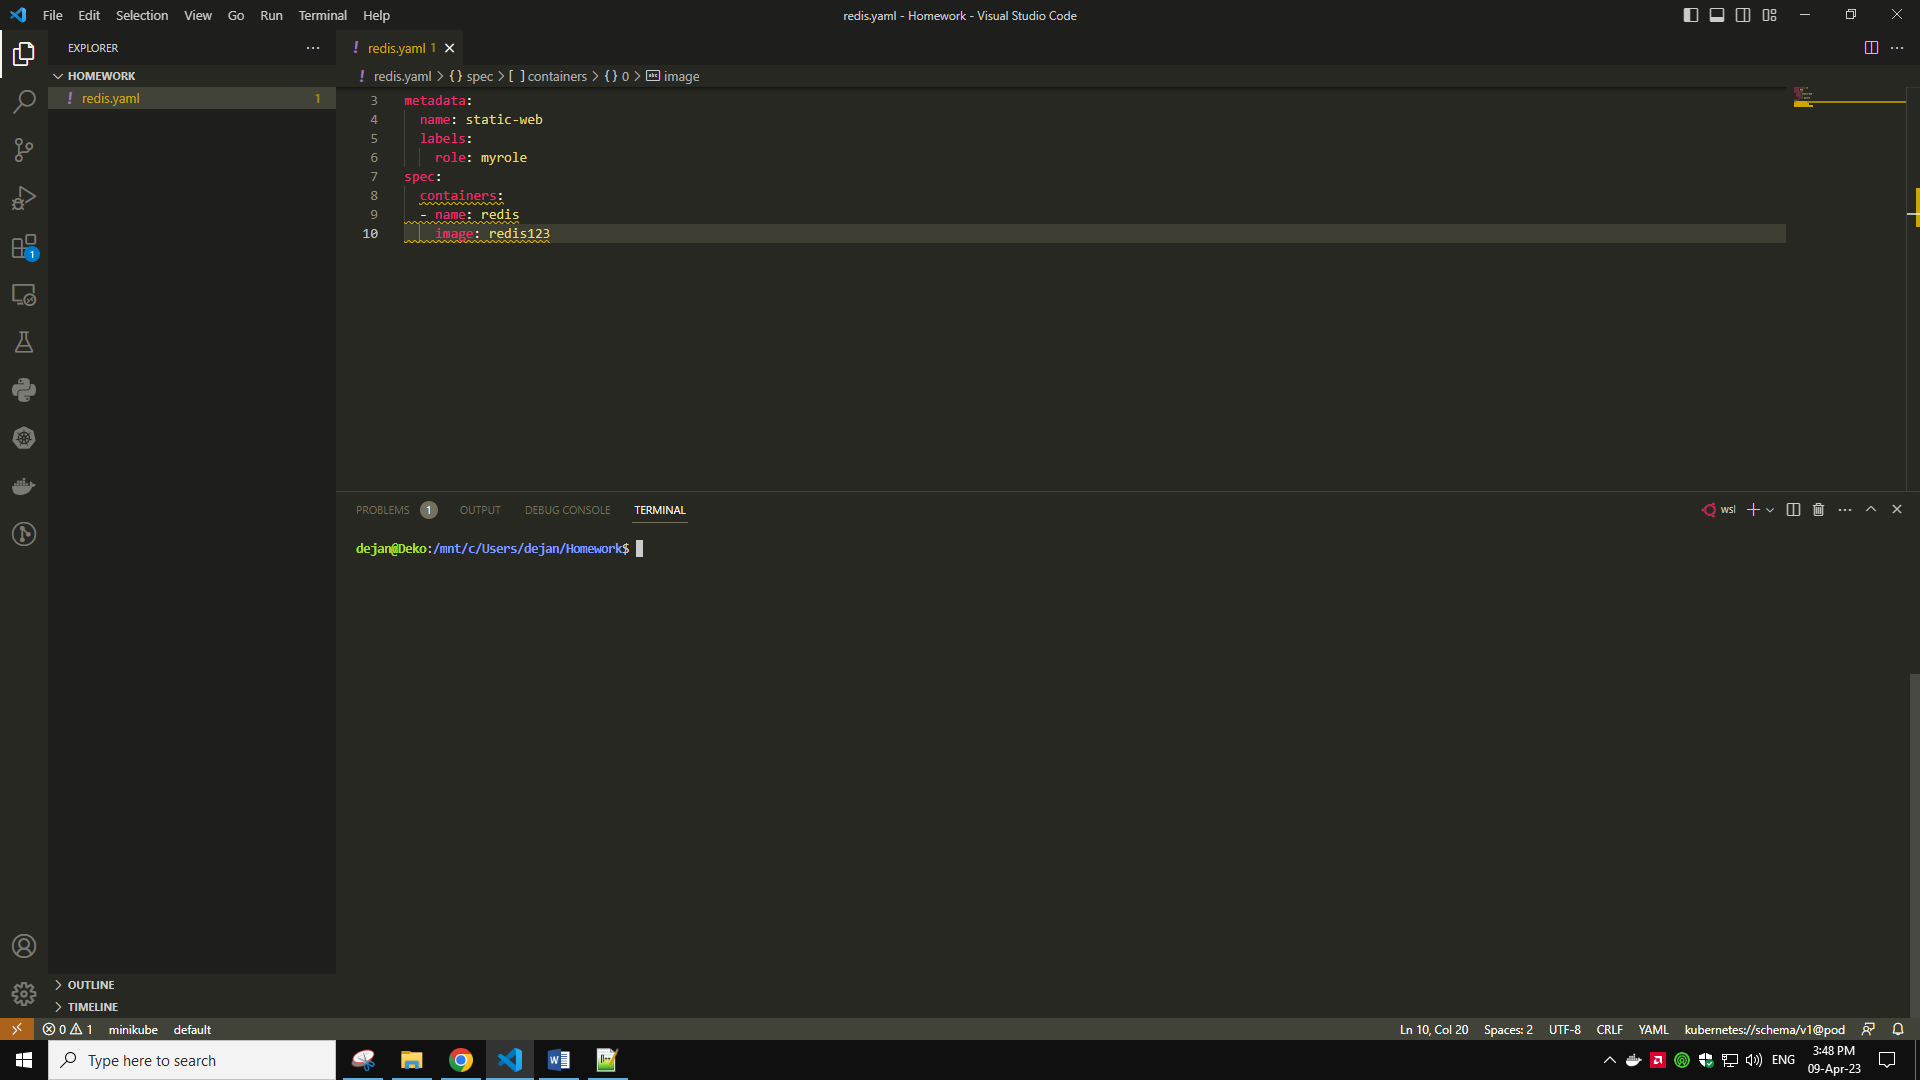 File Edit Selection View Go Run Terminal Help
redis.yaml - Homework - Visual Studio Code
EXPLORER
HOMEWORK
! redis.yaml 1
! redis.yaml 1
! redis.yaml > {} spec > [ ] containers > {} 0 > abc image
3 metadata:
4 name: static-web
5 labels:
6 role: myrole
7 spec:
8 containers:
9 - name: redis
10 image: redis123
PROBLEMS 1 OUTPUT DEBUG CONSOLE TERMINAL
wsl
dejan@Deko:/mnt/c/Users/dejan/Homework$
1
OUTLINE
TIMELINE
0 1 minikube default
Ln 10, Col 20 Spaces: 2 UTF-8 CRLF YAML kubernetes://schema/v1@pod
Type here to search
ENG
3:48 PM
09-Apr-23